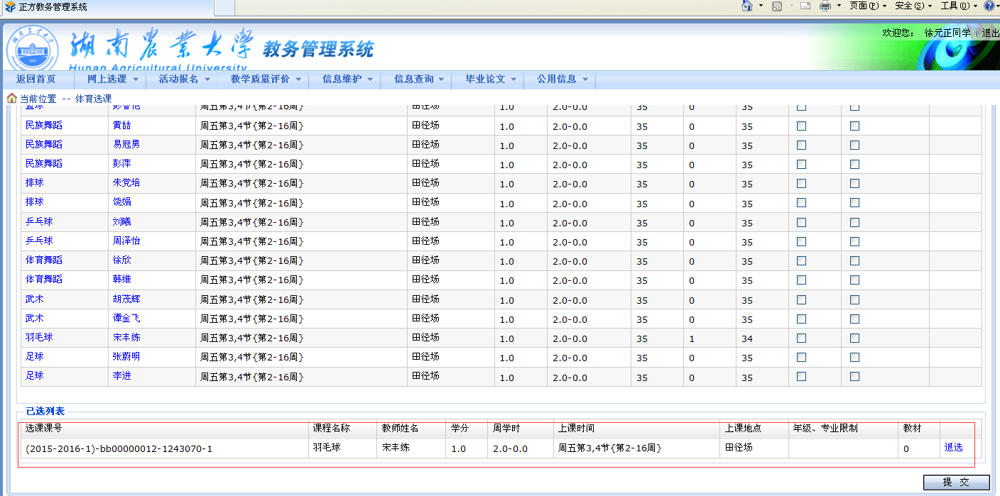 正方教务管理系统
页面(P) 安全(S) 工具(O)
欢迎您： 徐元正同学 退出
湖南农业大学 教务管理系统
Hunan Agricultural University
返回首页 网上选课 活动报名 教学质量评价 信息维护 信息查询 毕业论文 公用信息
当前位置 -- 体育选课
篮球 周五第3,4节{第2-16周} 田径场 1.0 2.0-0.0 35 0 35
民族舞蹈 黄喆 周五第3,4节{第2-16周} 田径场 1.0 2.0-0.0 35 0 35
民族舞蹈 易冠男 周五第3,4节{第2-16周} 田径场 1.0 2.0-0.0 35 0 35
民族舞蹈 彭萍 周五第3,4节{第2-16周} 田径场 1.0 2.0-0.0 35 0 35
排球 朱党培 周五第3,4节{第2-16周} 田径场 1.0 2.0-0.0 35 0 35
排球 饶娟 周五第3,4节{第2-16周} 田径场 1.0 2.0-0.0 35 0 35
乒乓球 刘曦 周五第3,4节{第2-16周} 田径场 1.0 2.0-0.0 35 0 35
乒乓球 周泽怡 周五第3,4节{第2-16周} 田径场 1.0 2.0-0.0 35 0 35
体育舞蹈 徐欣 周五第3,4节{第2-16周} 田径场 1.0 2.0-0.0 35 0 35
体育舞蹈 韩维 周五第3,4节{第2-16周} 田径场 1.0 2.0-0.0 35 0 35
武术 胡茂辉 周五第3,4节{第2-16周} 田径场 1.0 2.0-0.0 35 0 35
武术 谭金飞 周五第3,4节{第2-16周} 田径场 1.0 2.0-0.0 35 0 35
羽毛球 宋丰练 周五第3,4节{第2-16周} 田径场 1.0 2.0-0.0 35 1 34
足球 张蔚明 周五第3,4节{第2-16周} 田径场 1.0 2.0-0.0 35 0 35
足球 李进 周五第3,4节{第2-16周} 田径场 1.0 2.0-0.0 35 0 35
已选列表
选课课号 课程名称 教师姓名 学分 周学时 上课时间 上课地点 年级、专业限制 教材
(2015-2016-1)-bb00000012-1243070-1 羽毛球 宋丰练 1.0 2.0-0.0 周五第3,4节{第2-16周} 田径场 0 退选
提 交